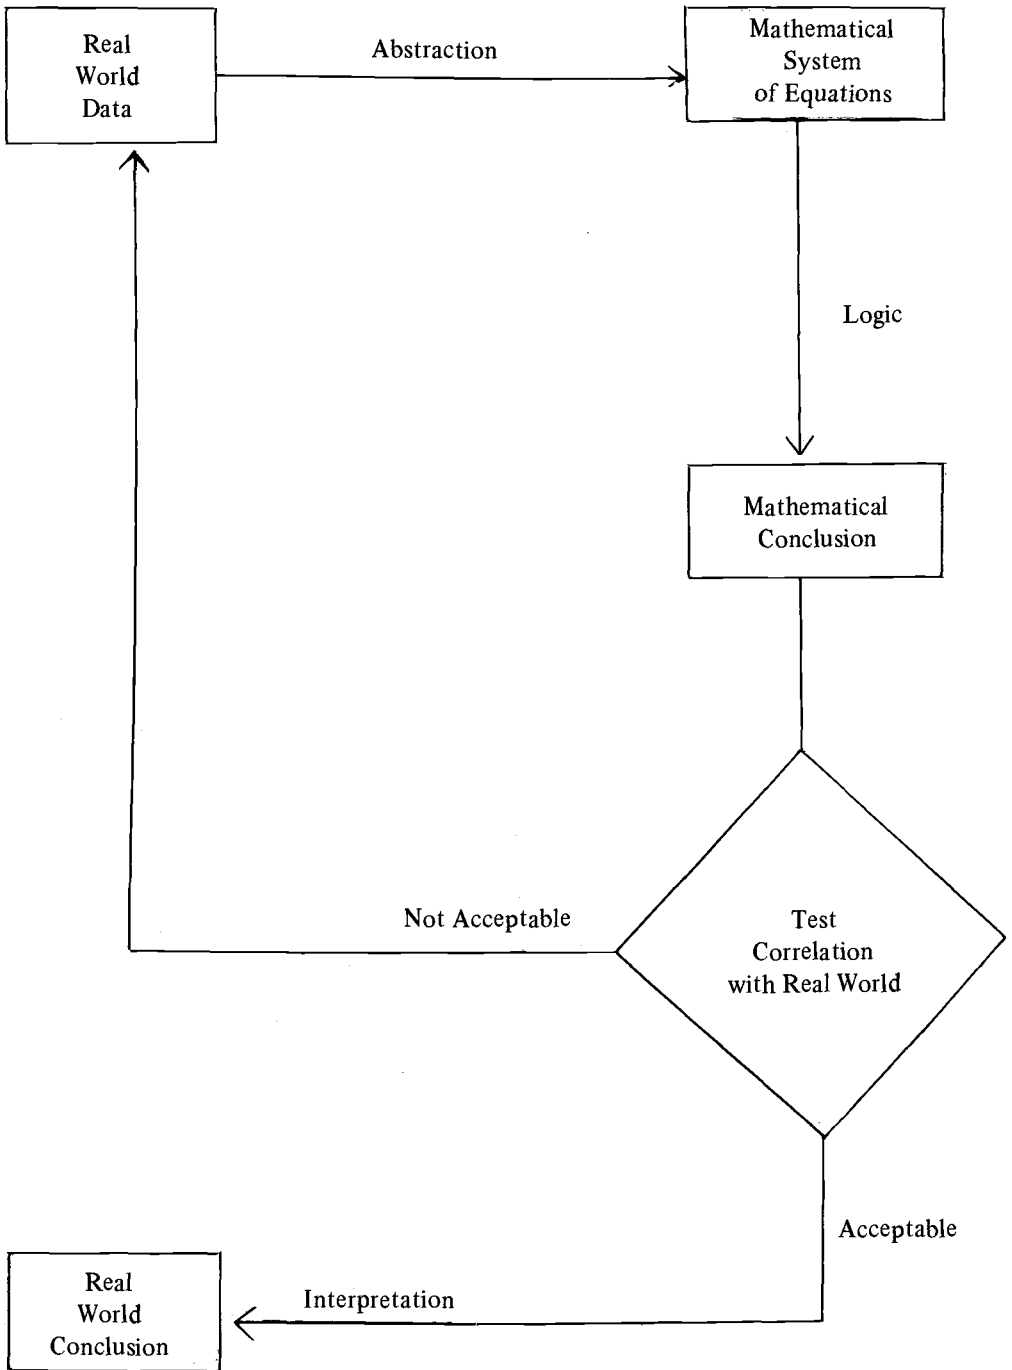 Real
World
Data
Abstraction
Mathematical
System
of Equations
Logic
Mathematical
Conclusion
Not Acceptable
Test
Correlation
with Real World
Acceptable
Interpretation
Real
World
Conclusion